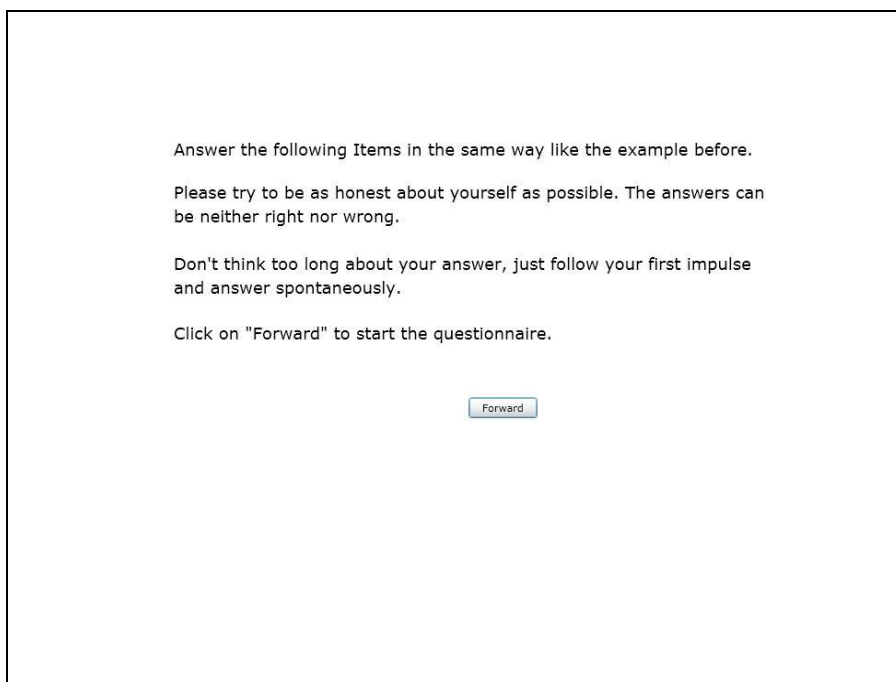 Answer the following Items in the same way like the example before.
Please try to be as honest about yourself as possible. The answers can
be neither right nor wrong.
Don't think too long about your answer, just follow your first impulse
and answer spontaneously.
Click on "Forward" to start the questionnaire.
Forward